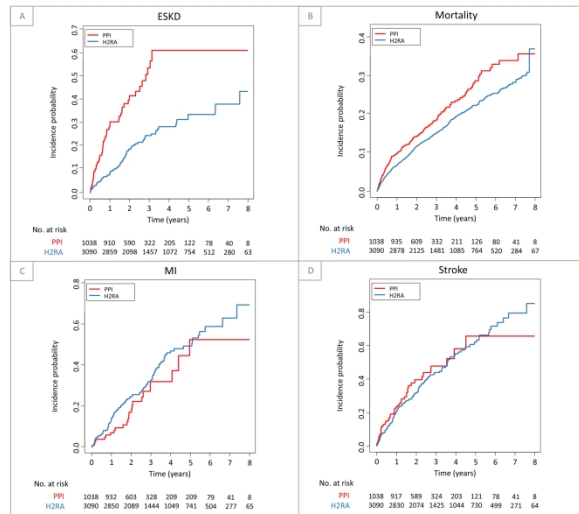 A
ESKD
PPI
H2RA
Incidence probability
0.0 0.1 0.2 0.3 0.4 0.5 0.6 0.7
0 1 2 3 4 5 6 7 8
Time (years)
No. at risk
PPI 1038 910 590 322 205 122 78 40 8
H2RA 3090 2859 2098 1457 1072 754 512 280 63
B
Mortality
PPI
H2RA
Incidence probability
0.0 0.1 0.2 0.3 0.4
0 1 2 3 4 5 6 7 8
Time (years)
No. at risk
PPI 1038 935 609 332 211 126 80 41 8
H2RA 3090 2878 2125 1481 1085 764 520 284 67
C
MI
PPI
H2RA
Incidence probability
0.0 0.2 0.4 0.6 0.8
0 1 2 3 4 5 6 7 8
Time (years)
No. at risk
PPI 1038 932 603 328 209 209 79 41 8
H2RA 3090 2850 2089 1444 1049 741 504 277 65
D
Stroke
PPI
H2RA
Incidence probability
0.0 0.2 0.4 0.6 0.8
0 1 2 3 4 5 6 7 8
Time (years)
No. at risk
PPI 1038 917 589 324 203 121 78 41 8
H2RA 3090 2830 2074 1425 1044 730 499 271 64